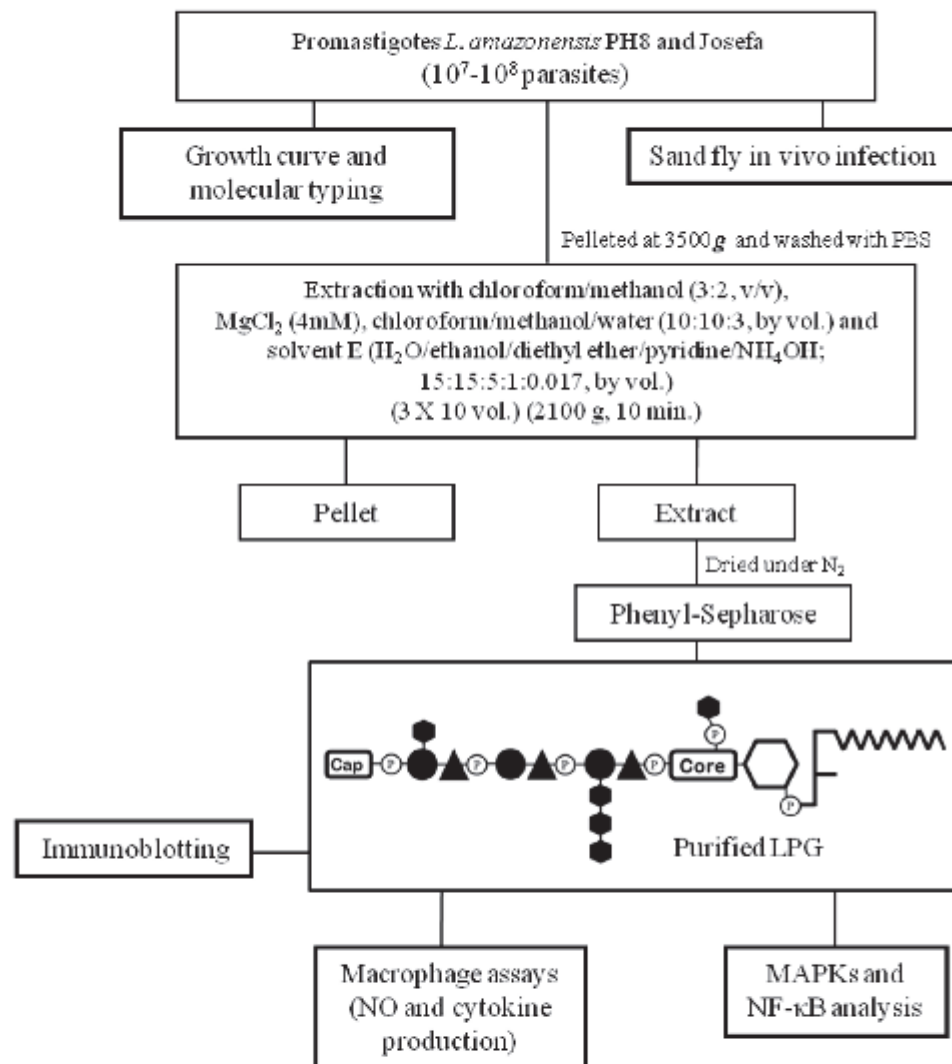 Promastigotes L. amazonensis PH8 and Josefa
(10⁷-10⁸ parasites)
Growth curve and
molecular typing
Sand fly in vivo infection
Pelleted at 3500 g and washed with PBS
Extraction with chloroform/methanol (3:2, v/v),
MgCl₂ (4mM), chloroform/methanol/water (10:10:3, by vol.) and
solvent E (H₂O/ethanol/diethyl ether/pyridine/NH₄OH;
15:15:5:1:0.017, by vol.)
(3 X 10 vol.) (2100 g, 10 min.)
Pellet
Extract
Dried under N₂
Phenyl-Sepharose
P
P
Cap
P
P
P
Core
P
Purified LPG
Immunoblotting
Macrophage assays
(NO and cytokine
production)
MAPKs and
NF-κB analysis